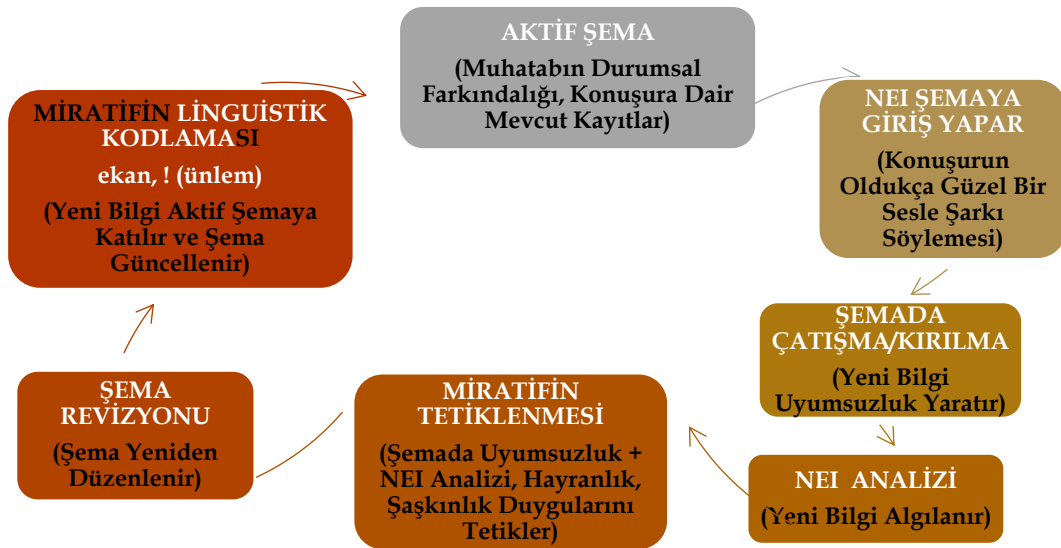 AKTİF ŞEMA
(Muhatabın Durumsal
Farkındalığı, Konuşura Dair
Mevcut Kayıtlar)
NEI ŞEMAYA
GİRİŞ YAPAR
(Konuşurun
Oldukça Güzel Bir
Sesle Şarkı
Söylemesi)
ŞEMADA
ÇATIŞMA/KIRILMA
(Yeni Bilgi
Uyumsuzluk Yaratır)
NEI ANALİZİ
(Yeni Bilgi Algılanır)
MİRATİFİN
TETİKLENMESİ
(Şemada Uyumsuzluk +
NEI Analizi, Hayranlık,
Şaşkınlık Duygularını
Tetikler)
ŞEMA
REVİZYONU
(Şema Yeniden
Düzenlenir)
MİRATİFİN LİNGUİSTİK
KODLAMASI
ekan, ! (ünlem)
(Yeni Bilgi Aktif Şemaya
Katılır ve Şema
Güncellenir)